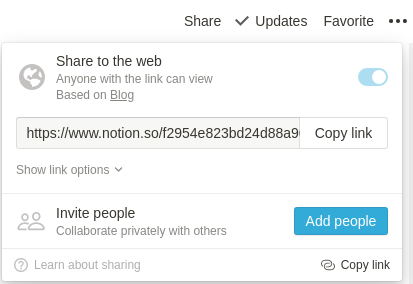 Share Updates Favorite
Share to the web
Anyone with the link can view
Based on Blog
https://www.notion.so/f2954e823bd24d88a9 Copy link
Show link options
Invite people
Collaborate privately with others
Add people
Learn about sharing
Copy link